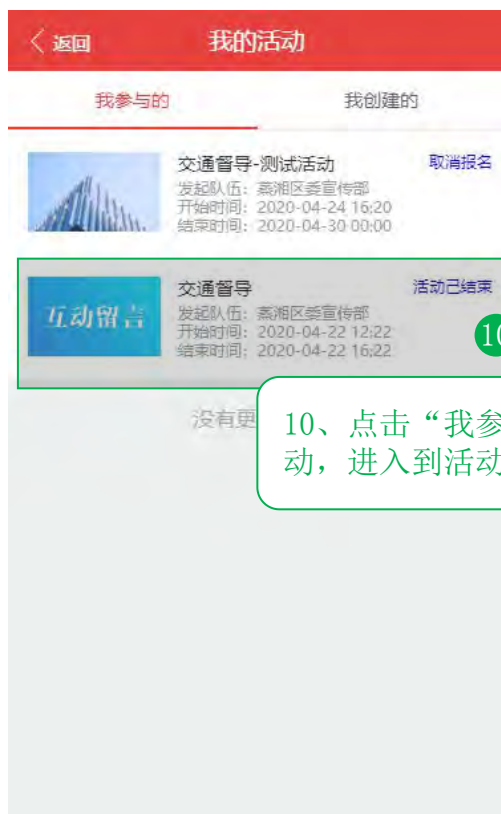 返回
我的活动
我参与的
我创建的
交通督导-测试活动
取消报名
发起队伍：蒸湘区委宣传部
开始时间：2020-04-24 16:20
结束时间：2020-04-30 00:00
互动留言
交通督导
活动已结束
发起队伍：蒸湘区委宣传部
开始时间：2020-04-22 12:22
结束时间：2020-04-22 16:22
10
没有更
10、点击“我参
动，进入到活动